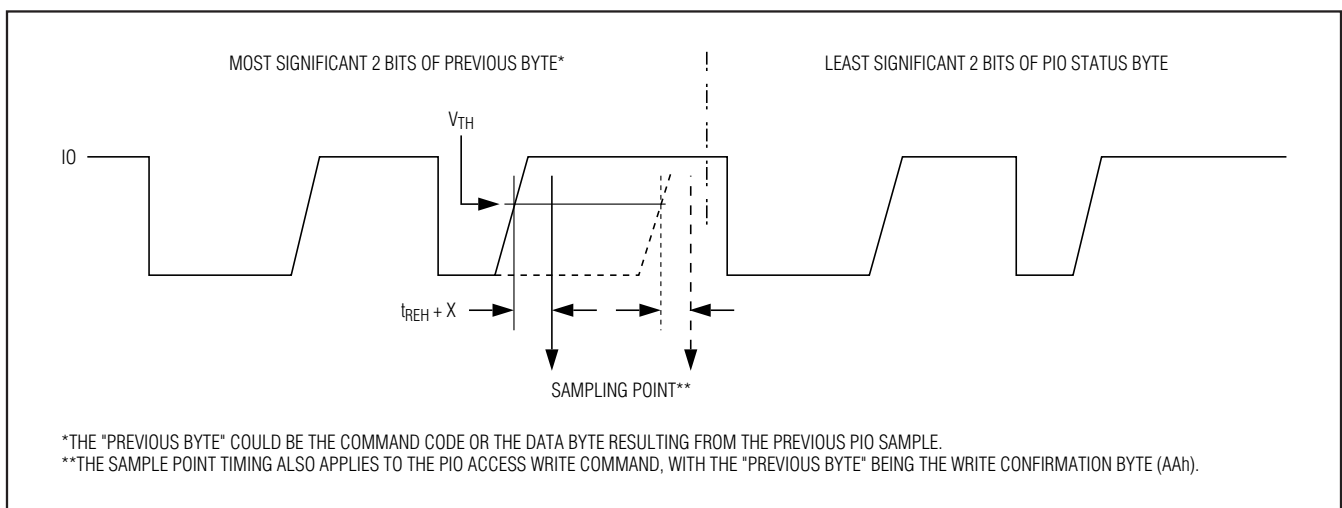 MOST SIGNIFICANT 2 BITS OF PREVIOUS BYTE*
LEAST SIGNIFICANT 2 BITS OF PIO STATUS BYTE
VTH
IO
tREH + X
SAMPLING POINT**
*THE "PREVIOUS BYTE" COULD BE THE COMMAND CODE OR THE DATA BYTE RESULTING FROM THE PREVIOUS PIO SAMPLE.
**THE SAMPLE POINT TIMING ALSO APPLIES TO THE PIO ACCESS WRITE COMMAND, WITH THE "PREVIOUS BYTE" BEING THE WRITE CONFIRMATION BYTE (AAh).